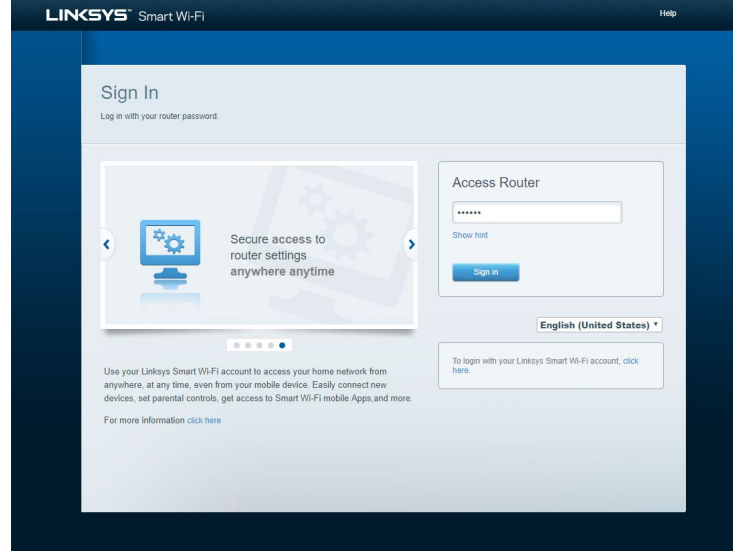 LINKSYS™ Smart Wi-Fi
Help
Sign In
Log in with your router password.
Secure access to
router settings
anywhere anytime
Use your Linksys Smart Wi-Fi account to access your home network from
anywhere, at any time, even from your mobile device. Easily connect new
devices, set parental controls, get access to Smart Wi-Fi mobile Apps,and more.
For more information click here
Access Router
••••••
Show hint
Sign in
English (United States)
To login with your Linksys Smart Wi-Fi account, click
here.